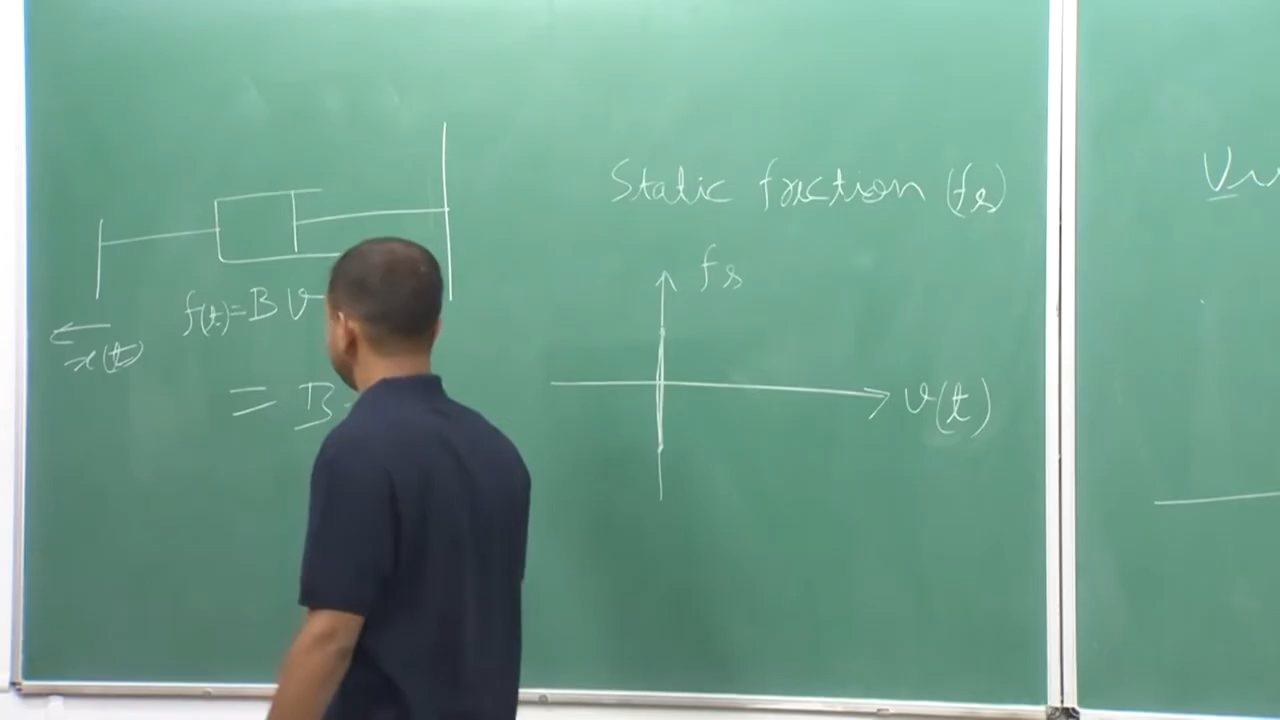 f(t)=B v
x(t)
= B
Static friction (fs)
fs
v(t)